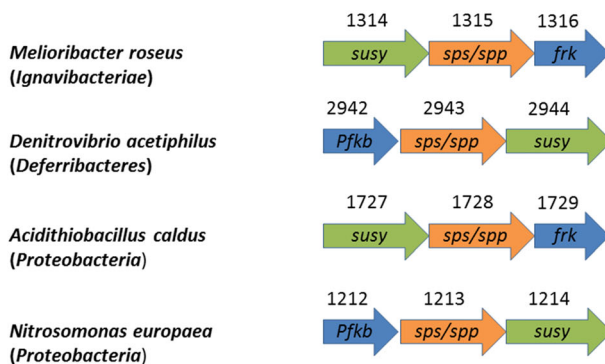 1314 1315 1316
Melioribacter roseus susy sps/spp frk
(Ignavibacteriae)
2942 2943 2944
Denitrovibrio acetiphilus Pfkb sps/spp susy
(Deferribacteres)
1727 1728 1729
Acidithiobacillus caldus susy sps/spp frk
(Proteobacteria)
1212 1213 1214
Nitrosomonas europaea Pfkb sps/spp susy
(Proteobacteria)